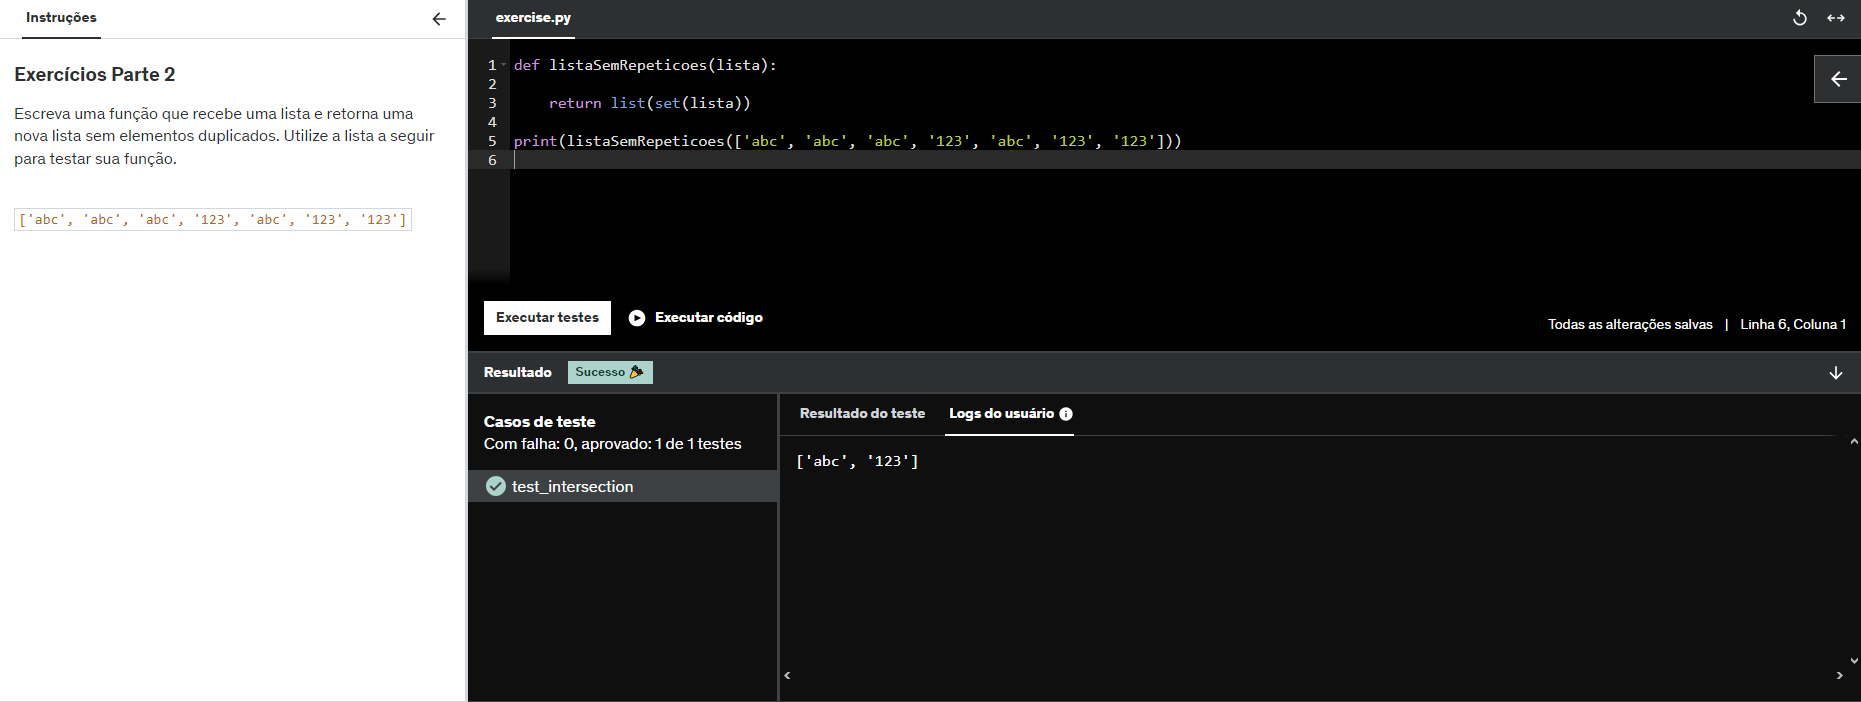 Instruções
Exercícios Parte 2
Escreva uma função que recebe uma lista e retorna uma
nova lista sem elementos duplicados. Utilize a lista a seguir
para testar sua função.
['abc', 'abc', 'abc', '123', 'abc', '123', '123']
exercise.py
1 def listaSemRepeticoes(lista):
2
3     return list(set(lista))
4
5 print(listaSemRepeticoes(['abc', 'abc', 'abc', '123', 'abc', '123', '123']))
6
Executar testes Executar código
Todas as alterações salvas | Linha 6, Coluna 1
Resultado Sucesso
Casos de teste
Com falha: 0, aprovado: 1 de 1 testes
test_intersection
Resultado do teste Logs do usuário
['abc', '123']